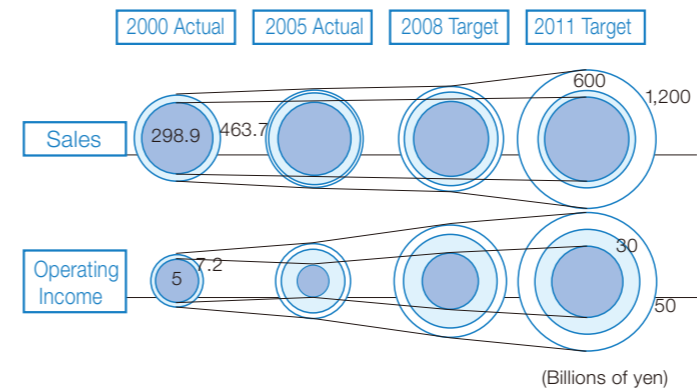 2000 Actual
2005 Actual
2008 Target
2011 Target
Sales
298.9
463.7
600
1,200
Operating
Income
5
7.2
30
50
(Billions of yen)